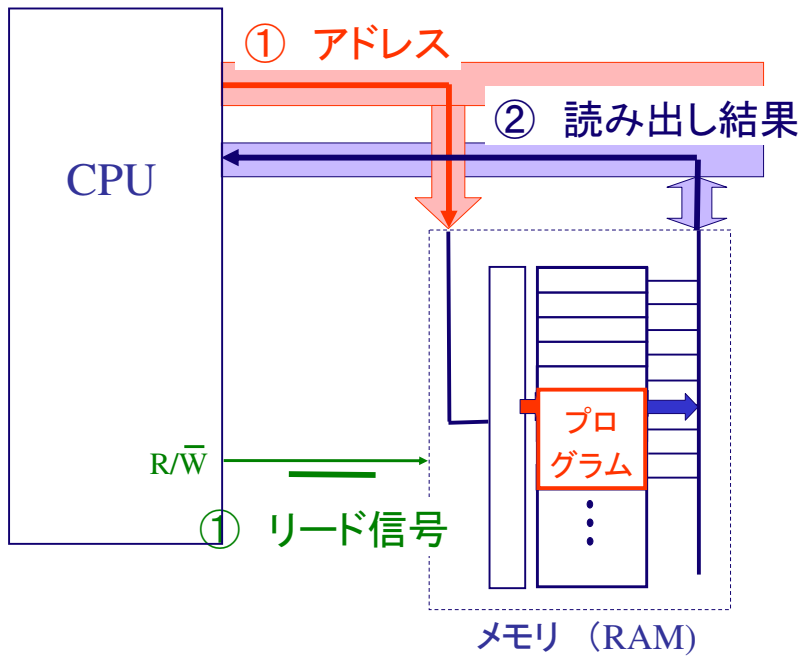 ① アドレス
② 読み出し結果
CPU
プロ
グラム
R/W̅
① リード信号
メモリ (RAM)